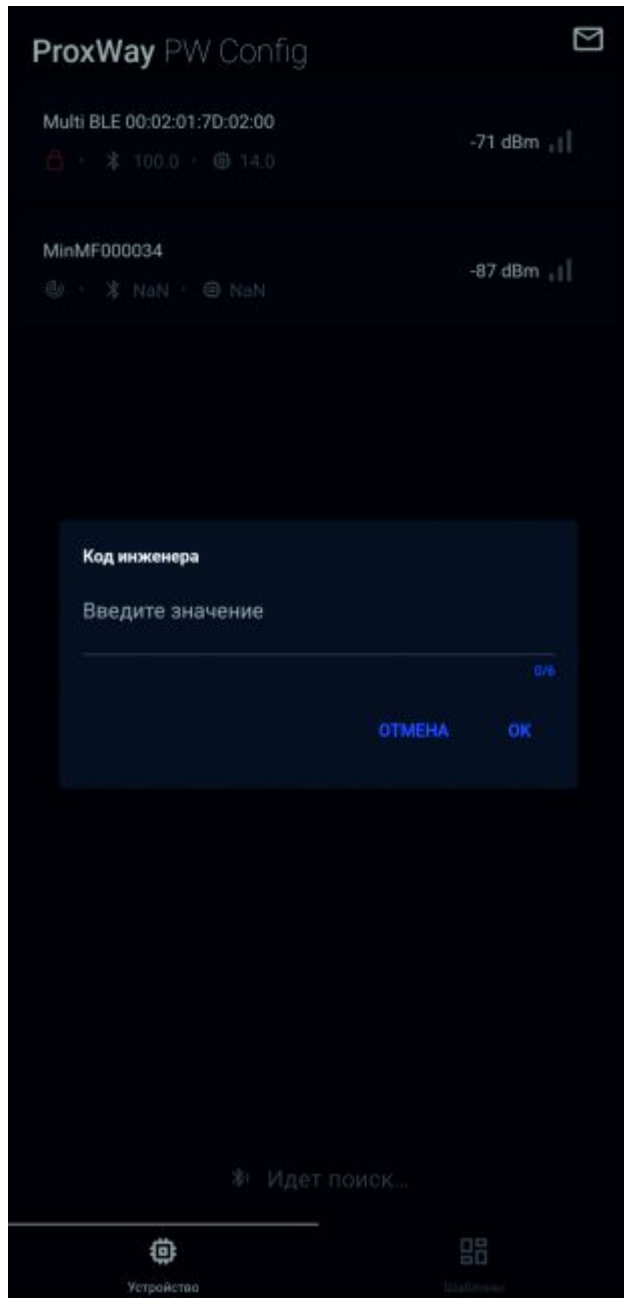 ProxWay PW Config
Multi BLE 00:02:01:7D:02:00
-71 dBm
100.0 · 14.0
MinMF000034
-87 dBm
NaN · NaN
Код инженера
Введите значение
0/6
ОТМЕНА OK
Идет поиск...
Устройство Шаблоны